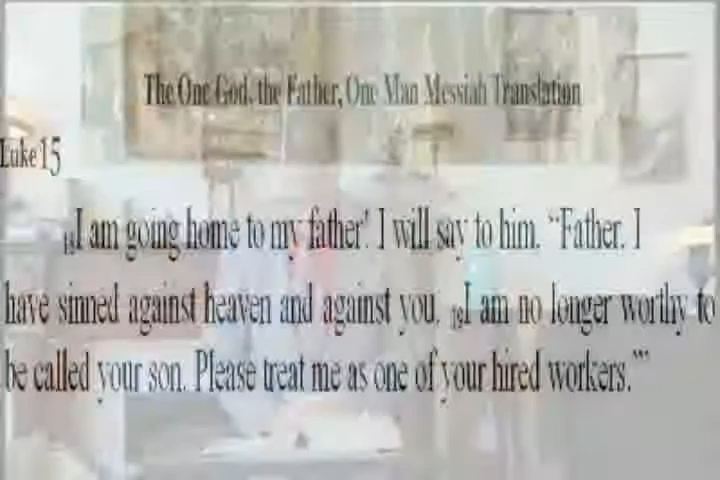 The One God, the Father, One Man Messiah Translation
Luke 15
18I am going home to my father! I will say to him. “Father. I
have sinned against heaven and against you. 19I am no longer worthy to
be called your son. Please treat me as one of your hired workers.”’